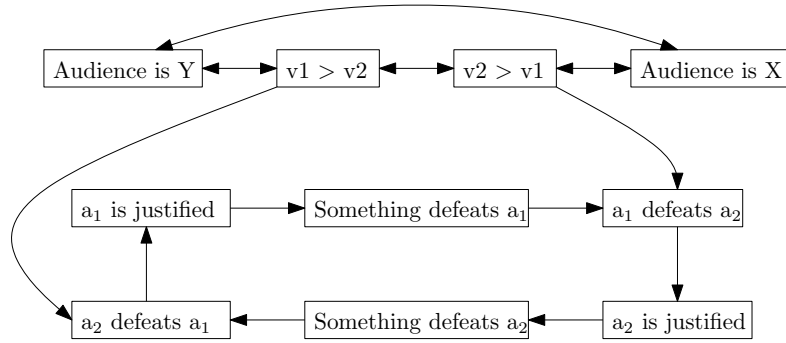 Audience is Y
v1 > v2
v2 > v1
Audience is X
a₁ is justified
Something defeats a₁
a₁ defeats a₂
a₂ defeats a₁
Something defeats a₂
a₂ is justified